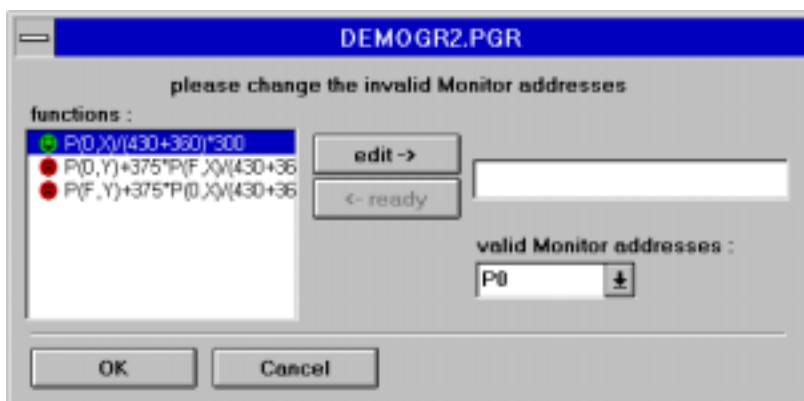 DEMOGR2.PGR
please change the invalid Monitor addresses
functions :
P(0,X)/(430+360)*300
P(0,Y)+375*P(F,X)/(430+36
P(F,Y)+375*P(0,X)/(430+36
edit ->
<- ready
valid Monitor addresses :
P0
OK
Cancel